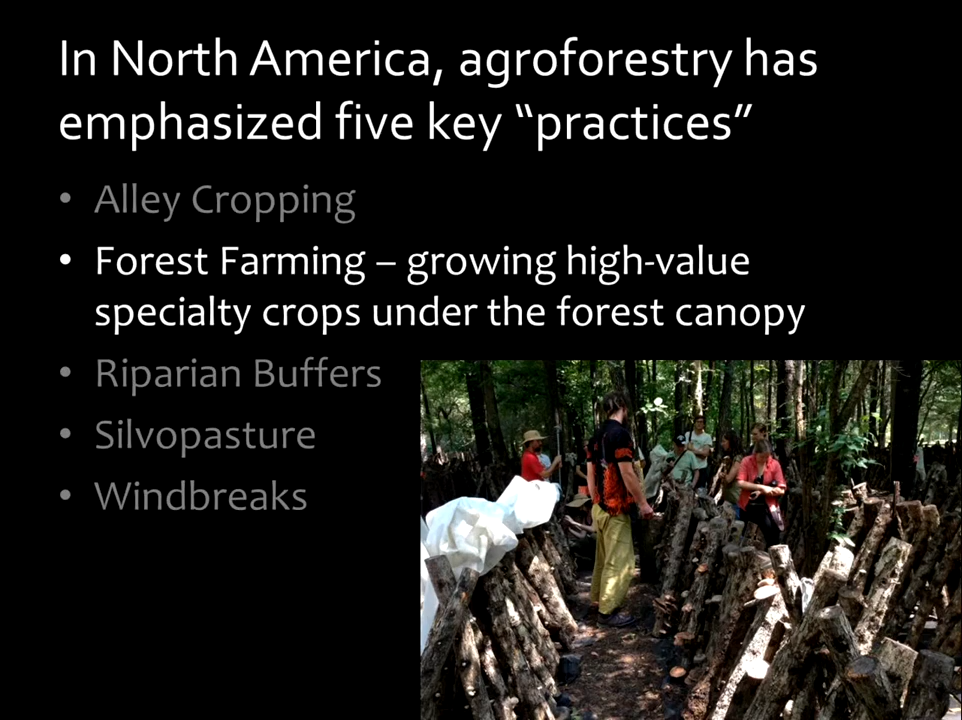 In North America, agroforestry has
emphasized five key “practices”
• Alley Cropping
• Forest Farming – growing high-value
specialty crops under the forest canopy
• Riparian Buffers
• Silvopasture
• Windbreaks